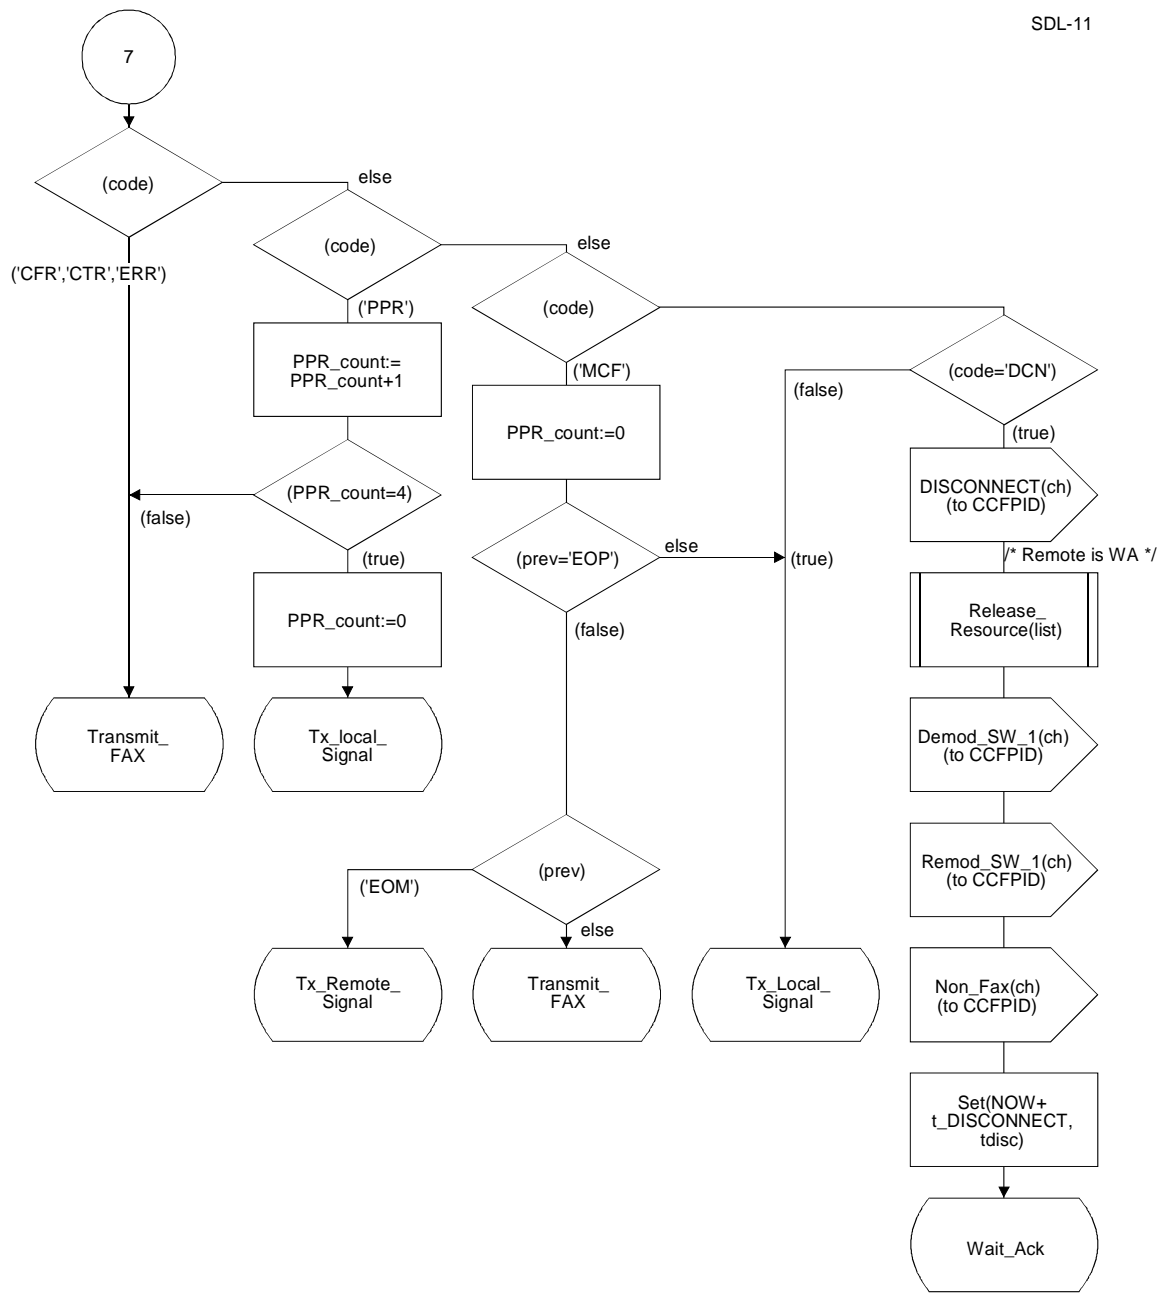 SDL-11
7
(code)
else
(code)
else
('CFR','CTR','ERR')
('PPR')
(code)
PPR_count:=
PPR_count+1
('MCF')
(code='DCN')
(false)
PPR_count:=0
(true)
(PPR_count=4)
DISCONNECT(ch)
(to CCFPID)
(false)
(true)
(prev='EOP')
else
(true)
/* Remote is WA */
PPR_count:=0
(false)
Release_
Resource(list)
Transmit_
FAX
Tx_local_
Signal
Demod_SW_1(ch)
(to CCFPID)
(prev)
('EOM')
else
Remod_SW_1(ch)
(to CCFPID)
Tx_Remote_
Signal
Transmit_
FAX
Tx_Local_
Signal
Non_Fax(ch)
(to CCFPID)
Set(NOW+
t_DISCONNECT,
tdisc)
Wait_Ack